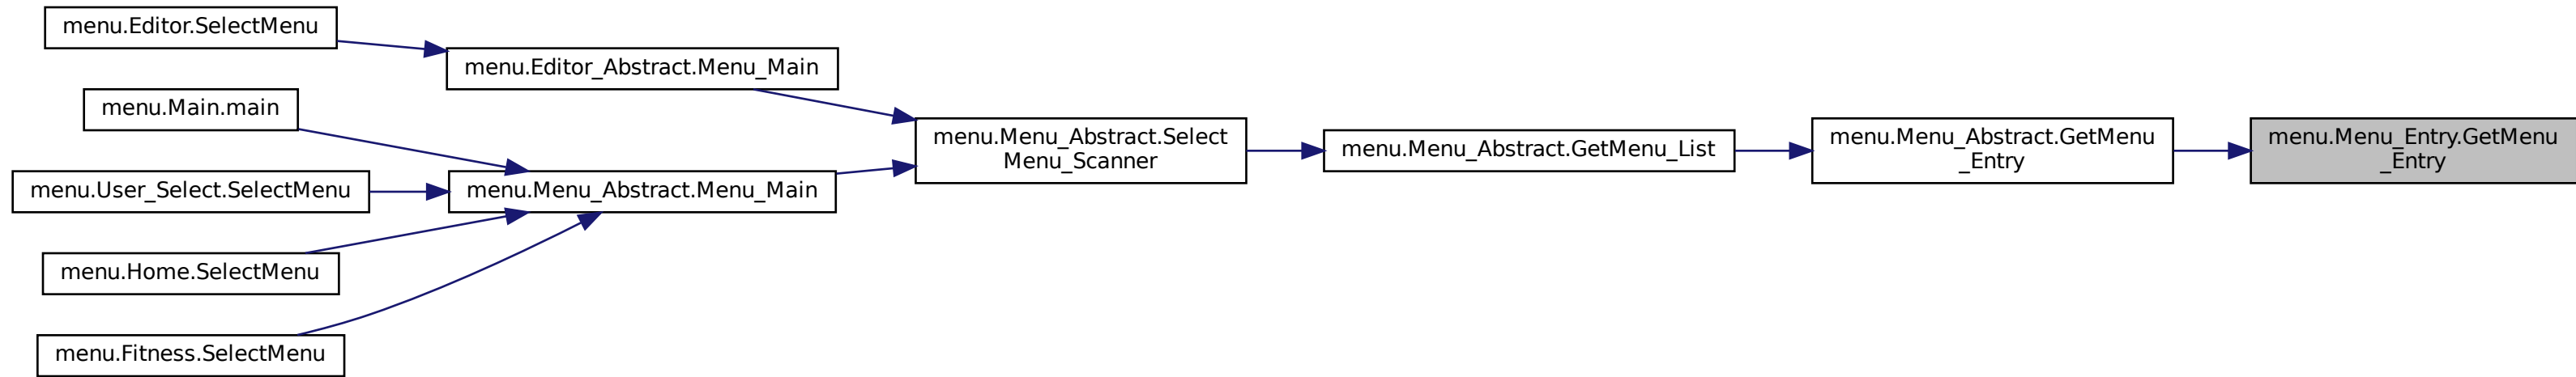 menu.Editor.SelectMenu
menu.Editor_Abstract.Menu_Main
menu.Main.main
menu.User_Select.SelectMenu
menu.Menu_Abstract.Menu_Main
menu.Home.SelectMenu
menu.Fitness.SelectMenu
menu.Menu_Abstract.Select
Menu_Scanner
menu.Menu_Abstract.GetMenu_List
menu.Menu_Abstract.GetMenu
_Entry
menu.Menu_Entry.GetMenu
_Entry